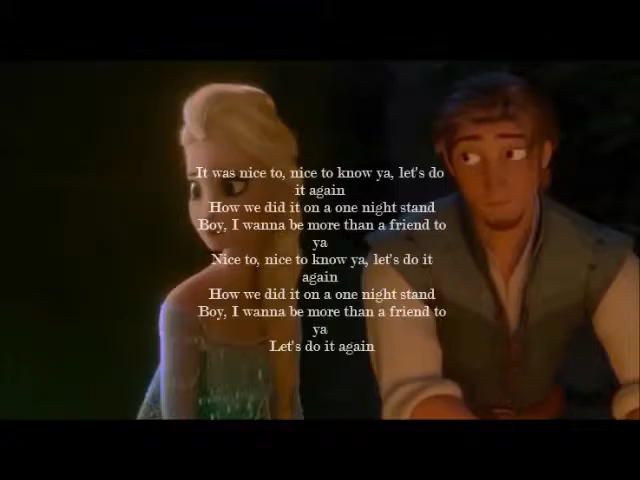 It was nice to, nice to know ya, let's do
it again
How we did it on a one night stand
Boy, I wanna be more than a friend to
ya
Nice to, nice to know ya, let's do it
again
How we did it on a one night stand
Boy, I wanna be more than a friend to
ya
Let's do it again